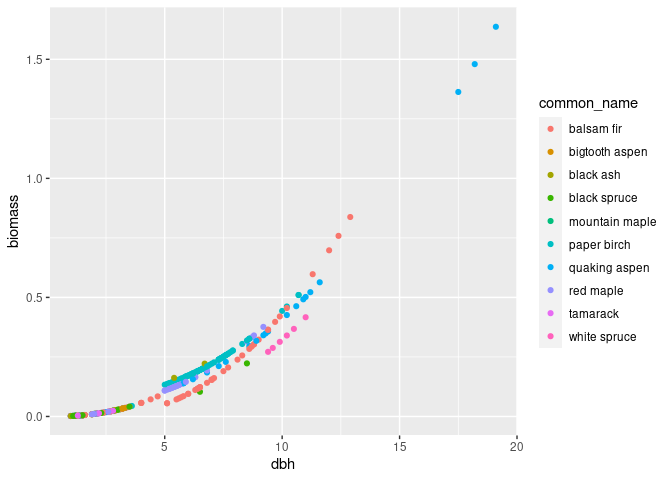 1.5
1.0
0.5
0.0
biomass
5
10
15
20
dbh
common_name
balsam fir
bigtooth aspen
black ash
black spruce
mountain maple
paper birch
quaking aspen
red maple
tamarack
white spruce